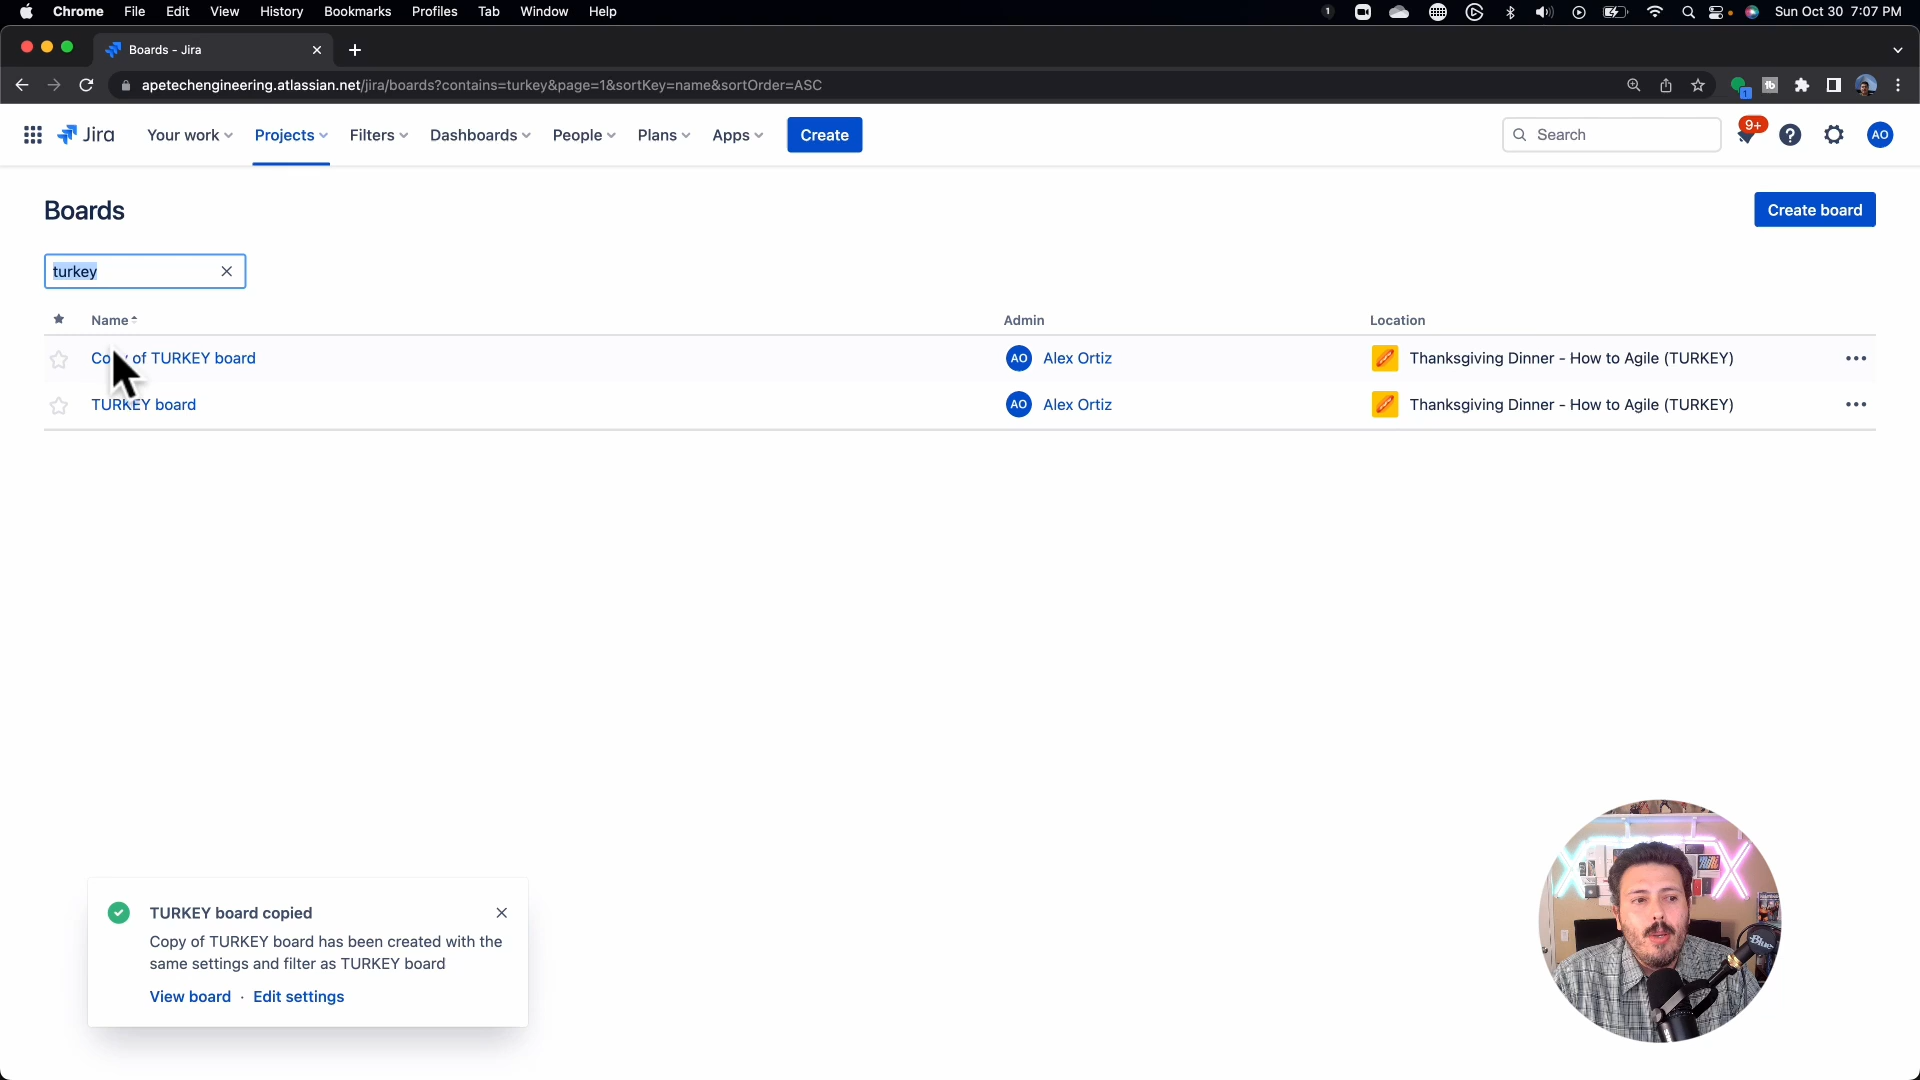 Chrome File Edit View History Bookmarks Profiles Tab Window Help 1 Sun Oct 30 7:07 PM
Boards - Jira
apetechengineering.atlassian.net/jira/boards?contains=turkey&page=1&sortKey=name&sortOrder=ASC 1
Jira Your work Projects Filters Dashboards People Plans Apps Create Search 9+ AO
Boards Create board
turkey
Name Admin Location
Copy of TURKEY board AO Alex Ortiz Thanksgiving Dinner - How to Agile (TURKEY)
TURKEY board AO Alex Ortiz Thanksgiving Dinner - How to Agile (TURKEY)
TURKEY board copied
Copy of TURKEY board has been created with the
same settings and filter as TURKEY board
View board · Edit settings
Blue